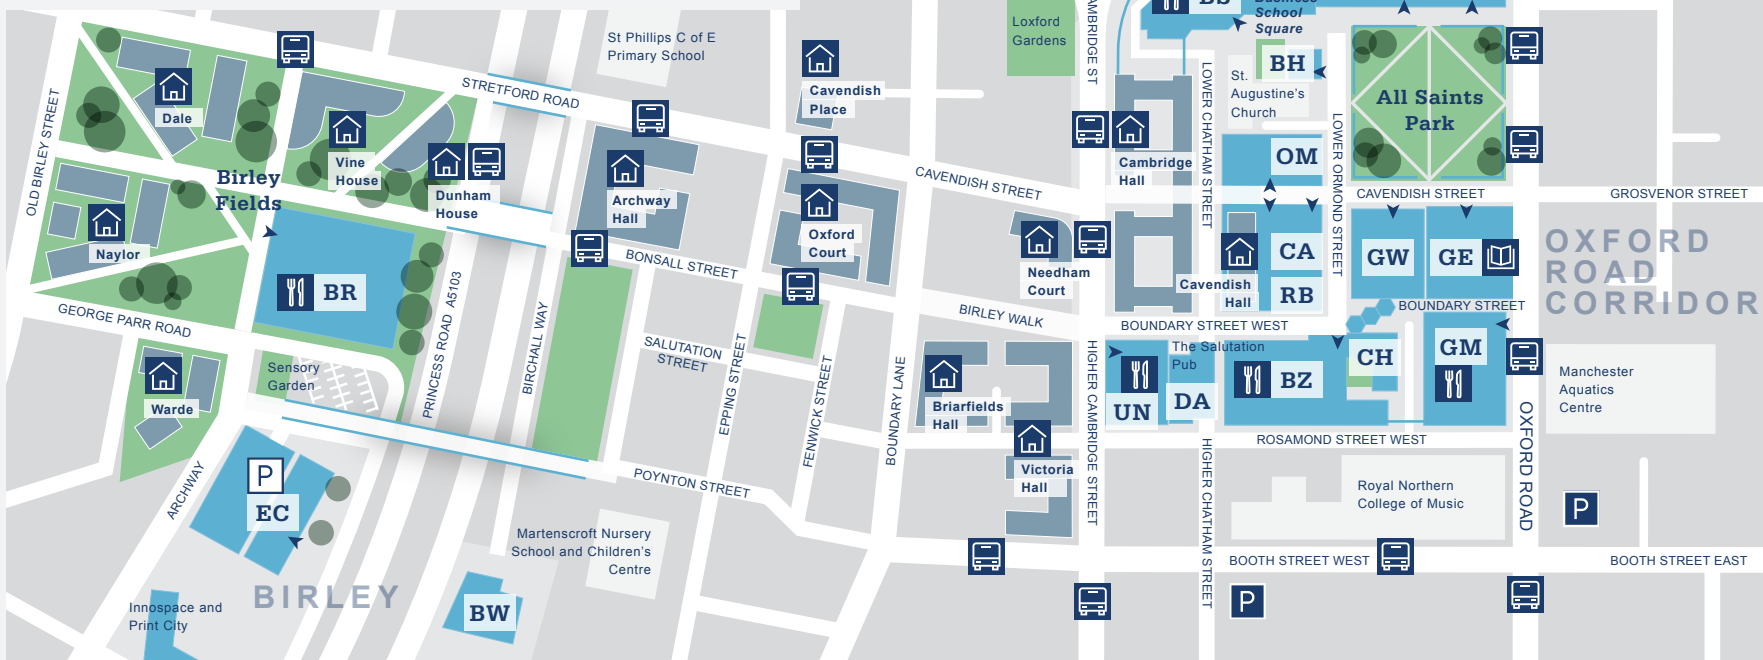 BS
Business
School
Square
St Phillips C of E
Primary School
Loxford
Gardens
CAMBRIDGE ST
BH
St.
Augustine's
Church
All Saints
Park
STRETFORD ROAD
Cavendish
Place
Dale
OLD BIRLEY STREET
Vine
House
Birley
Fields
Dunham
House
Archway
Hall
Oxford
Court
CAVENDISH STREET
Cambridge
Hall
LOWER CHATHAM STREET
OM
LOWER ORMOND STREET
CAVENDISH STREET
GROSVENOR STREET
Naylor
BR
BONSALL STREET
Needham
Court
CA
Cavendish
Hall
RB
GW
GE
OXFORD
ROAD
CORRIDOR
GEORGE PARR ROAD
PRINCESS ROAD A5103
BIRCHALL WAY
BIRLEY WALK
BOUNDARY STREET WEST
BOUNDARY STREET
SALUTATION
STREET
EPPING STREET
FENWICK STREET
BOUNDARY LANE
HIGHER CAMBRIDGE STREET
The Salutation
Pub
UN
DA
BZ
CH
GM
Manchester
Aquatics
Centre
Sensory
Garden
Warde
Briarfields
Hall
Victoria
Hall
ROSAMOND STREET WEST
OXFORD ROAD
HIGHER CHATHAM STREET
ARCHWAY
P
EC
POYNTON STREET
Royal Northern
College of Music
P
Martenscroft Nursery
School and Children's
Centre
BOOTH STREET WEST
BOOTH STREET EAST
BIRLEY
BW
P
Innospace and
Print City